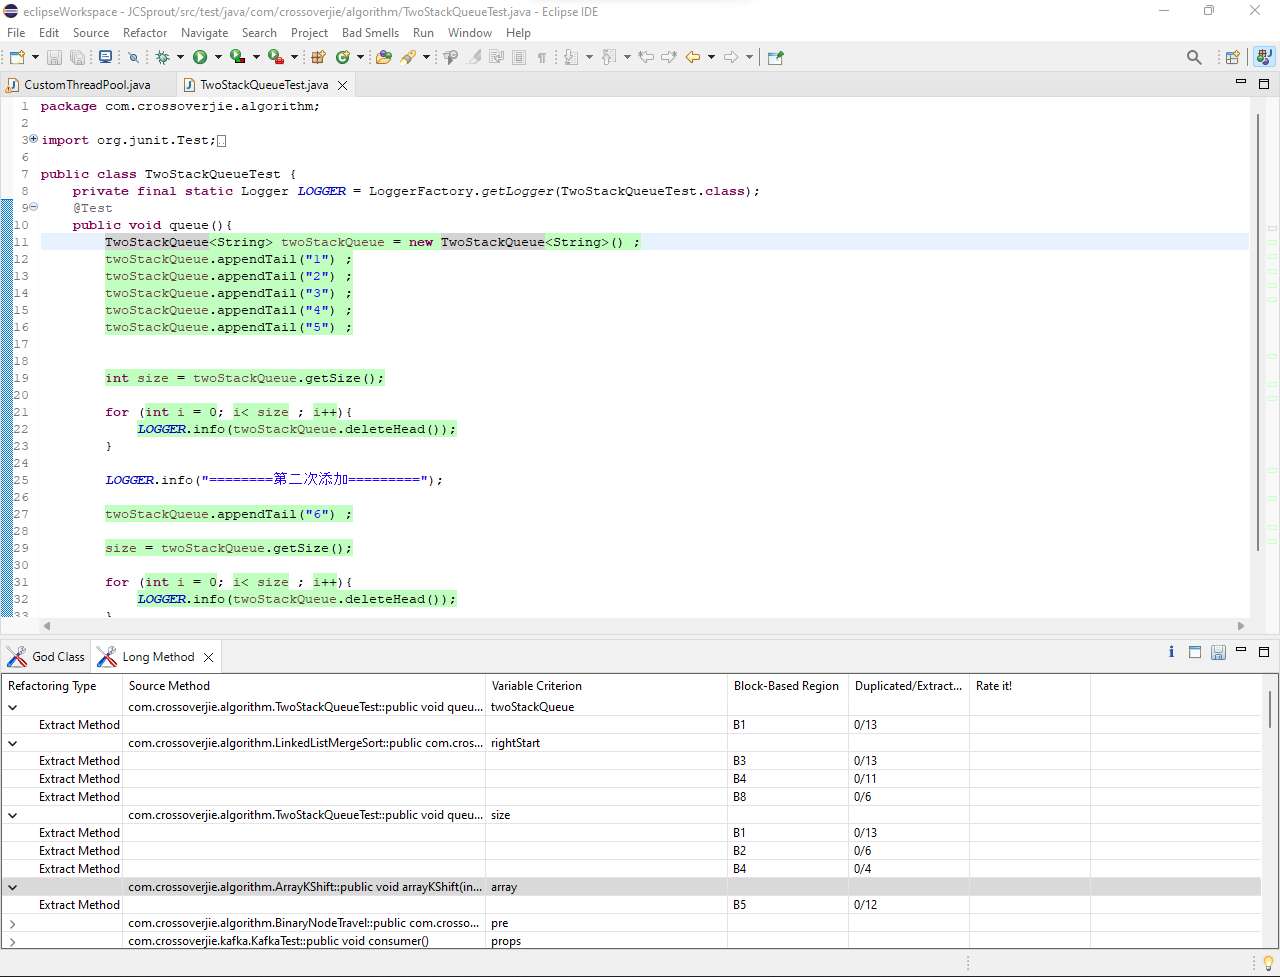 eclipseWorkspace - JCSprout/src/test/java/com/crossoverjie/algorithm/TwoStackQueueTest.java - Eclipse IDE
File Edit Source Refactor Navigate Search Project Bad Smells Run Window Help
CustomThreadPool.java TwoStackQueueTest.java
1 package com.crossoverjie.algorithm;
2
3 import org.junit.Test;
6
7 public class TwoStackQueueTest {
8 private final static Logger LOGGER = LoggerFactory.getLogger(TwoStackQueueTest.class);
9 @Test
10 public void queue(){
11 TwoStackQueue<String> twoStackQueue = new TwoStackQueue<String>() ;
12 twoStackQueue.appendTail("1") ;
13 twoStackQueue.appendTail("2") ;
14 twoStackQueue.appendTail("3") ;
15 twoStackQueue.appendTail("4") ;
16 twoStackQueue.appendTail("5") ;
17
18
19 int size = twoStackQueue.getSize();
20
21 for (int i = 0; i< size ; i++){
22 LOGGER.info(twoStackQueue.deleteHead());
23 }
24
25 LOGGER.info("========第二次添加=========");
26
27 twoStackQueue.appendTail("6") ;
28
29 size = twoStackQueue.getSize();
30
31 for (int i = 0; i< size ; i++){
32 LOGGER.info(twoStackQueue.deleteHead());
33 }
God Class Long Method
Refactoring Type Source Method Variable Criterion Block-Based Region Duplicated/Extract... Rate it!
com.crossoverjie.algorithm.TwoStackQueueTest::public void queu... twoStackQueue
Extract Method B1 0/13
com.crossoverjie.algorithm.LinkedListMergeSort::public com.cros... rightStart
Extract Method B3 0/13
Extract Method B4 0/11
Extract Method B8 0/6
com.crossoverjie.algorithm.TwoStackQueueTest::public void queu... size
Extract Method B1 0/13
Extract Method B2 0/6
Extract Method B4 0/4
com.crossoverjie.algorithm.ArrayKShift::public void arrayKShift(in... array
Extract Method B5 0/12
com.crossoverjie.algorithm.BinaryNodeTravel::public com.crosso... pre
com.crossoverjie.kafka.KafkaTest::public void consumer() props